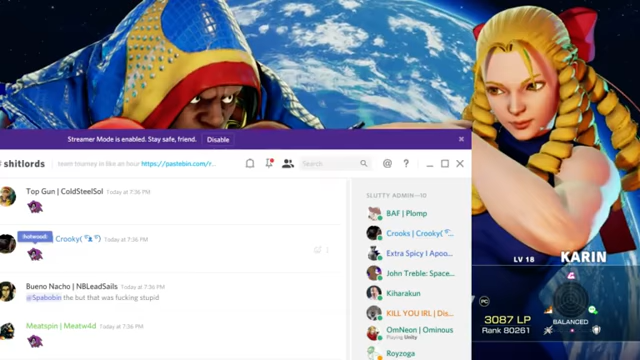 Streamer Mode is enabled. Stay safe, friend. Disable
shitlords team tourney in like an hour https://pastebin.com/r... Search
Top Gun | ColdSteelSol Today at 7:36 PM
Crooky( Today at 7:36 PM
Bueno Nacho | NBLeadSails Today at 7:36 PM
@Spabobin the but that was fucking stupid
Meatspin | Meatw4d Today at 7:36 PM
SLUTTY ADMIN—10
BAF | Plomp
Crooks | Crooky(
Extra Spicy I Apoo...
John Treble: Space...
Kiharakun
KILL YOU IRL | Dis...
OmNeon | Ominous
Playing Unity
Royzoga
LV 18 KARIN
PC
3087 LP
Rank 80261
BALANCED